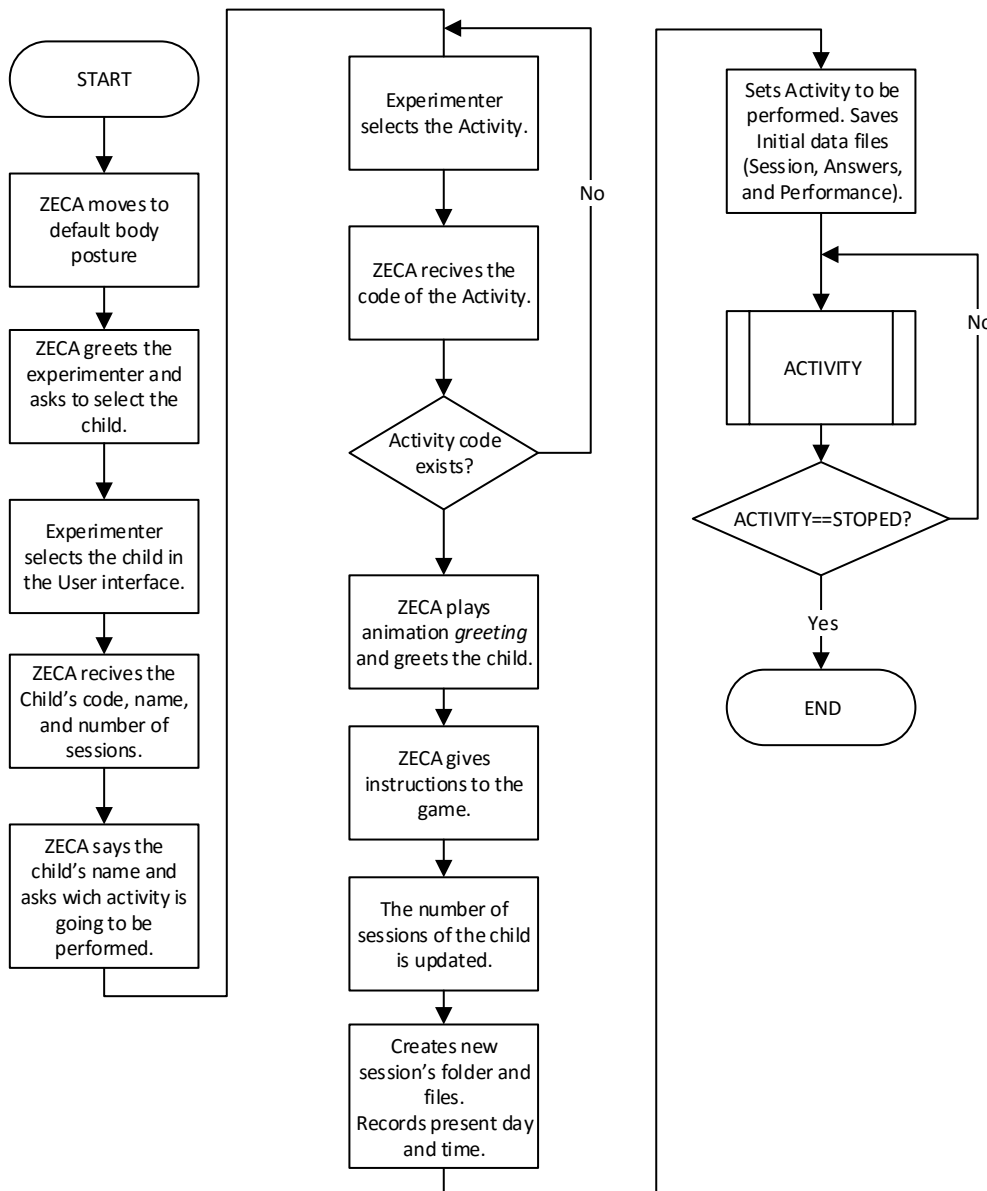 START
ZECA moves to
default body
posture
ZECA greets the
experimenter and
asks to select the
child.
Experimenter
selects the child in
the User interface.
ZECA recives the
Child's code, name,
and number of
sessions.
ZECA says the
child's name and
asks wich activity is
going to be
performed.
Experimenter
selects the Activity.
No
ZECA recives the
code of the Activity.
Activity code
exists?
ZECA plays
animation greeting
and greets the child.
ZECA gives
instructions to the
game.
The number of
sessions of the child
is updated.
Creates new
session's folder and
files.
Records present day
and time.
Sets Activity to be
performed. Saves
Initial data files
(Session, Answers,
and Performance).
No
ACTIVITY
ACTIVITY==STOPED?
Yes
END